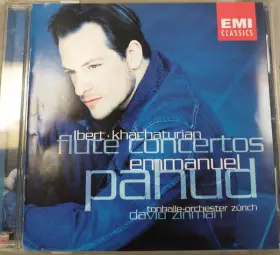 EMI
CLASSICS
Ibert · khachaturian
flute concertos
emmanuel
pahud
tonhalle-orchester zürich
david zinman